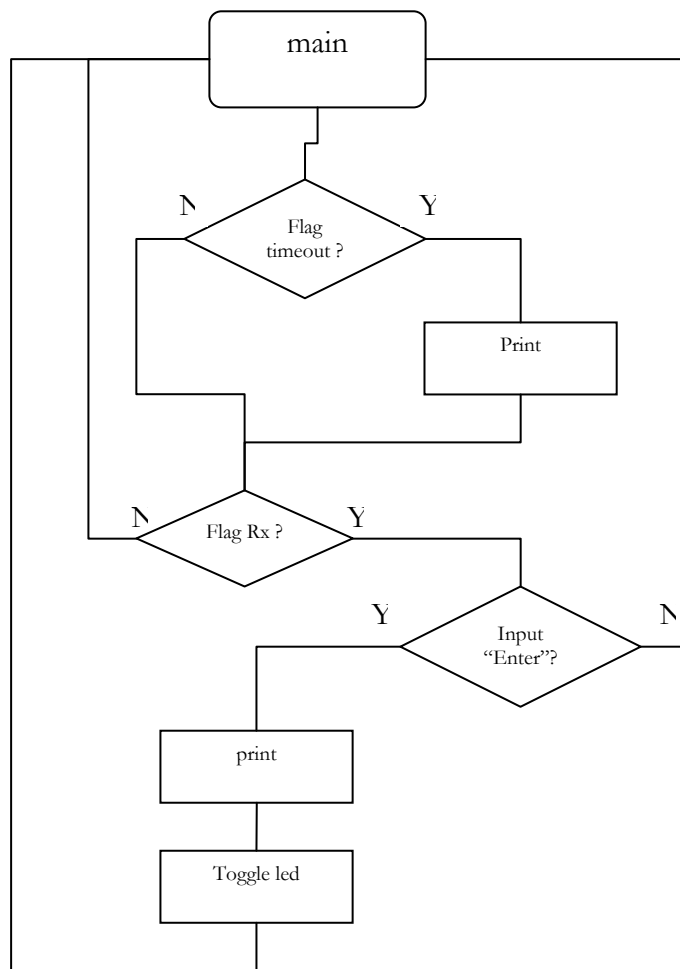 main
N
Y
Flag
timeout ?
Print
N
Flag Rx ?
Y
Y
Input
“Enter”?
N
print
Toggle led